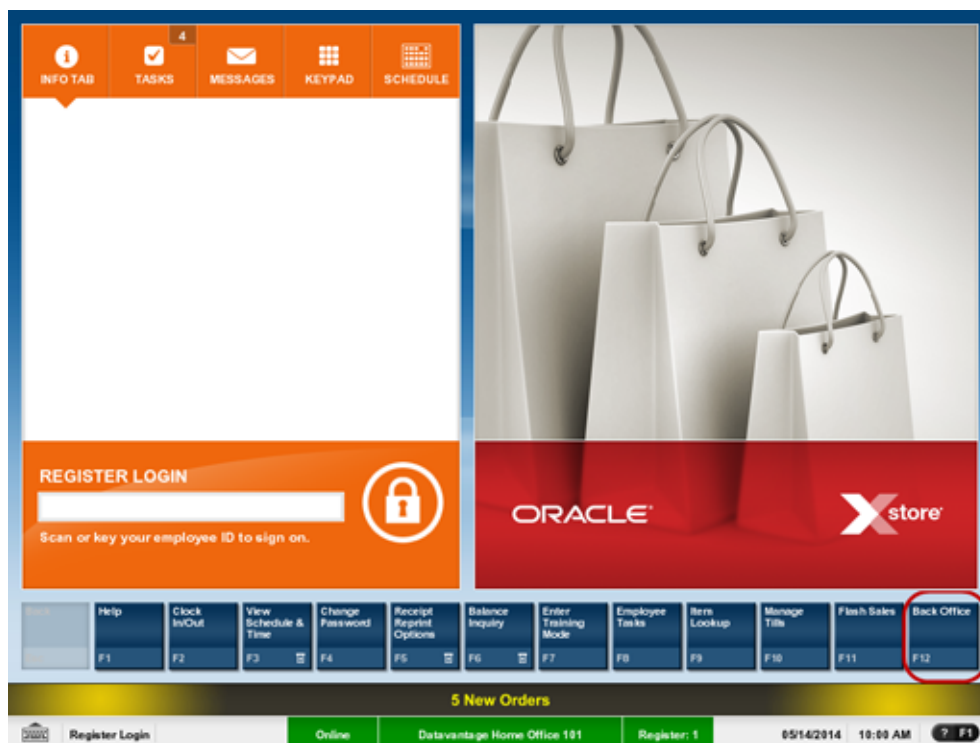 4
INFO TAB
TASKS
MESSAGES
KEYPAD
SCHEDULE
REGISTER LOGIN
Scan or key your employee ID to sign on.
ORACLE
Xstore
Back
Help
F1
Clock
In/Out
F2
View
Schedule &
Time
F3
Change
Password
F4
Receipt
Reprint
Options
F5
Balance
Inquiry
F6
Enter
Training
Mode
F7
Employee
Tasks
F8
Item
Lookup
F9
Manage
Tills
F10
Flash Sales
F11
Back Office
F12
5 New Orders
Register Login
Online
Datavantage Home Office 101
Register: 1
05/14/2014
10:00 AM
? F1